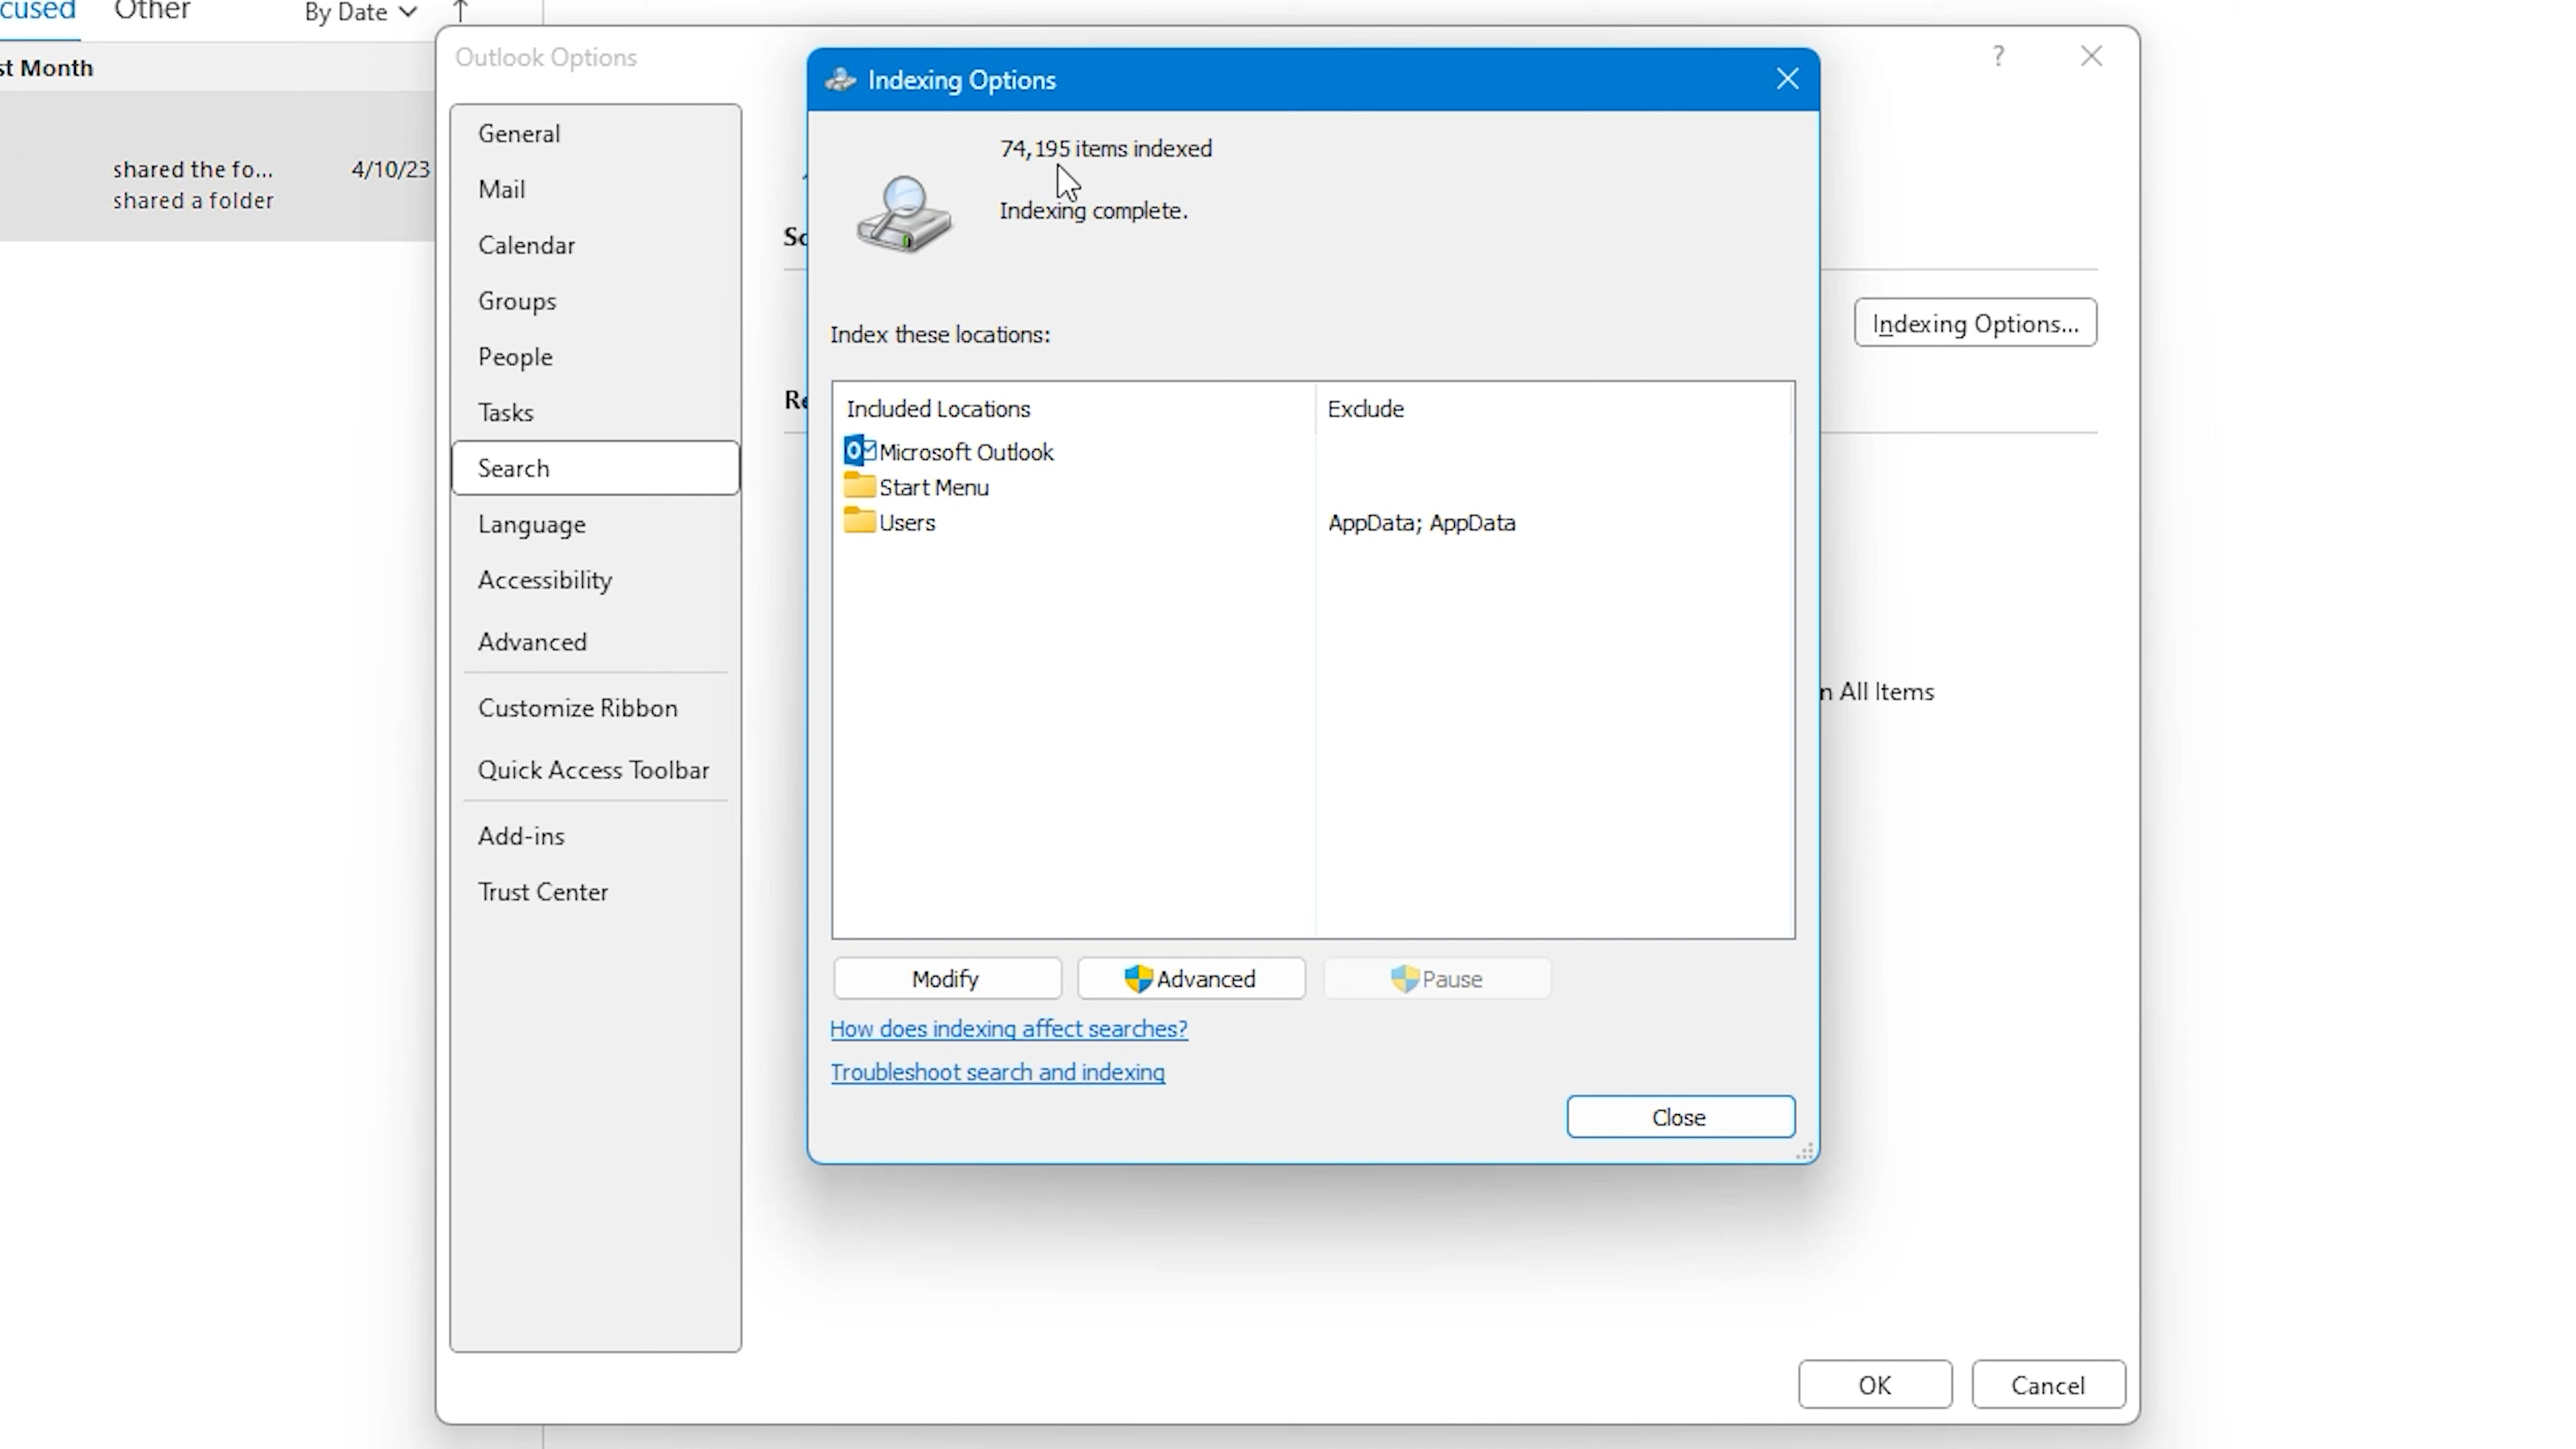 cused Other By Date
st Month
shared the fo... 4/10/23
shared a folder
Outlook Options
?
General
Mail
Calendar
Groups
People
Tasks
Search
Language
Accessibility
Advanced
Customize Ribbon
Quick Access Toolbar
Add-ins
Trust Center
So
Indexing Options...
Re
n All Items
Indexing Options
74,195 items indexed
Indexing complete.
Index these locations:
Included Locations Exclude
Microsoft Outlook
Start Menu
Users AppData; AppData
Modify Advanced Pause
How does indexing affect searches?
Troubleshoot search and indexing
Close
OK Cancel